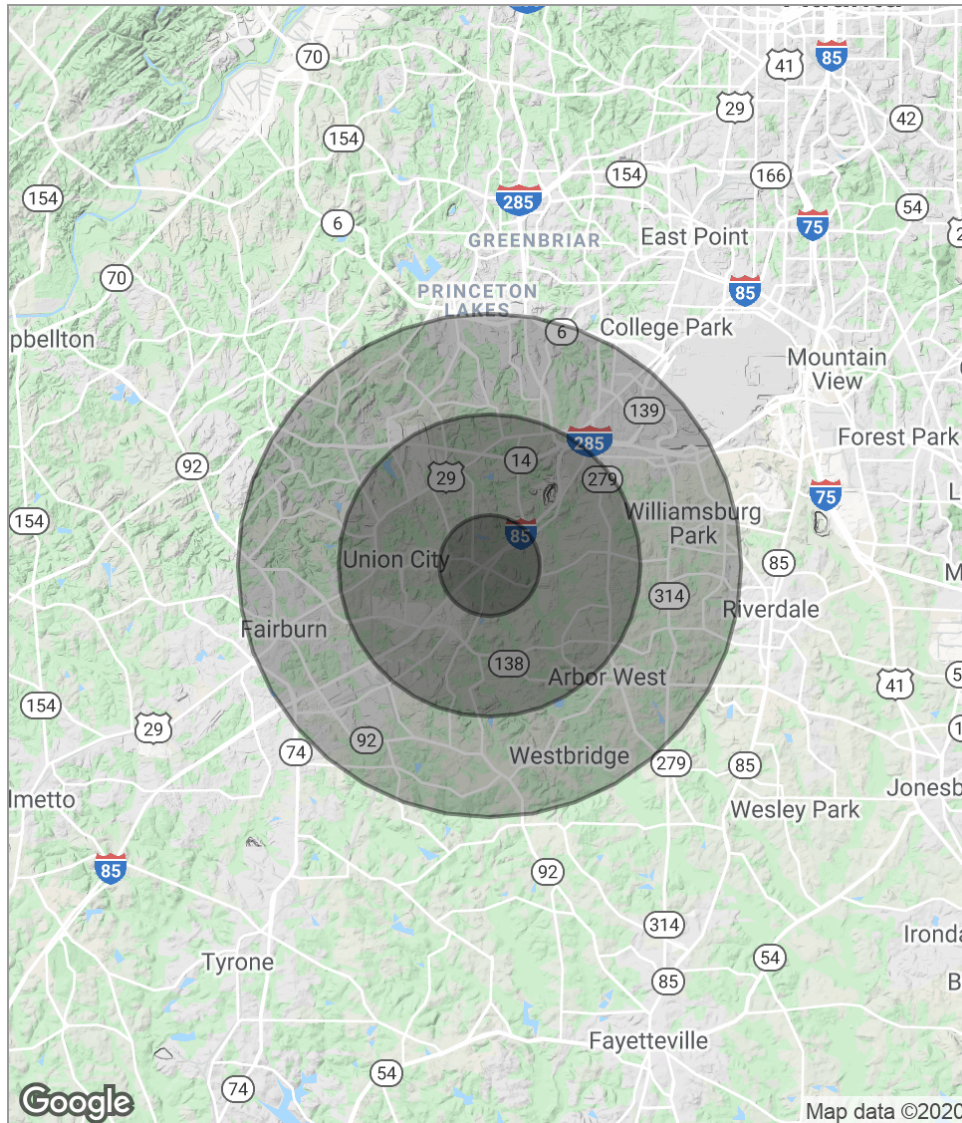 70
41
85
29
42
154
154
166
285
154
54
75
6
GREENBRIAR
East Point
70
85
PRINCETON
LAKES
6
College Park
pbellton
Mountain
View
139
285
Forest Park
14
92
29
279
75
154
Williamsburg
Park
85
Union City
85
314
Riverdale
Fairburn
138
Arbor West
41
154
29
92
74
Westbridge
279
85
Jonesb
lmetto
Wesley Park
85
92
314
Ironda
54
Tyrone
85
B
Fayetteville
54
74
Google
Map data ©2020